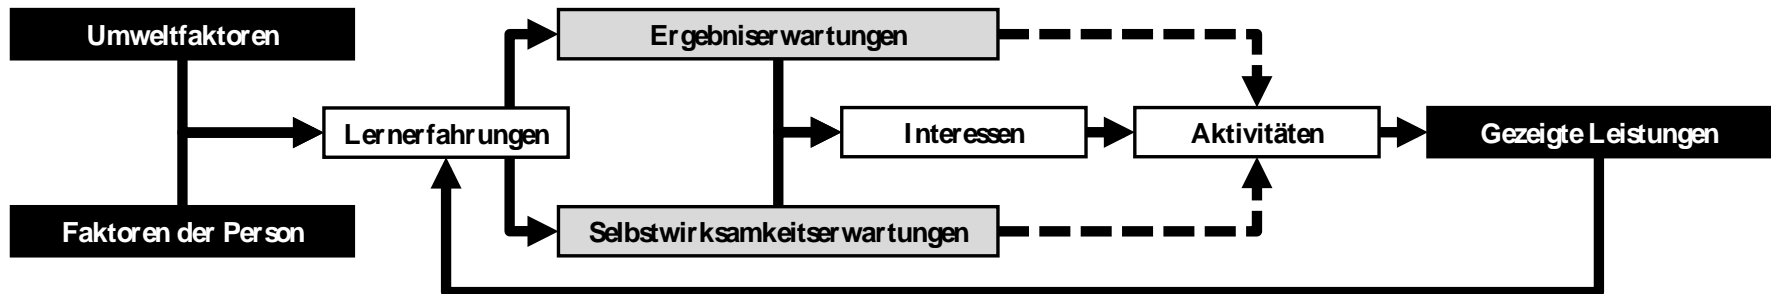 Umweltfaktoren
Ergebniserwartungen
Lernerfahrungen
Interessen
Aktivitäten
Gezeigte Leistungen
Faktoren der Person
Selbstwirksamkeitserwartungen